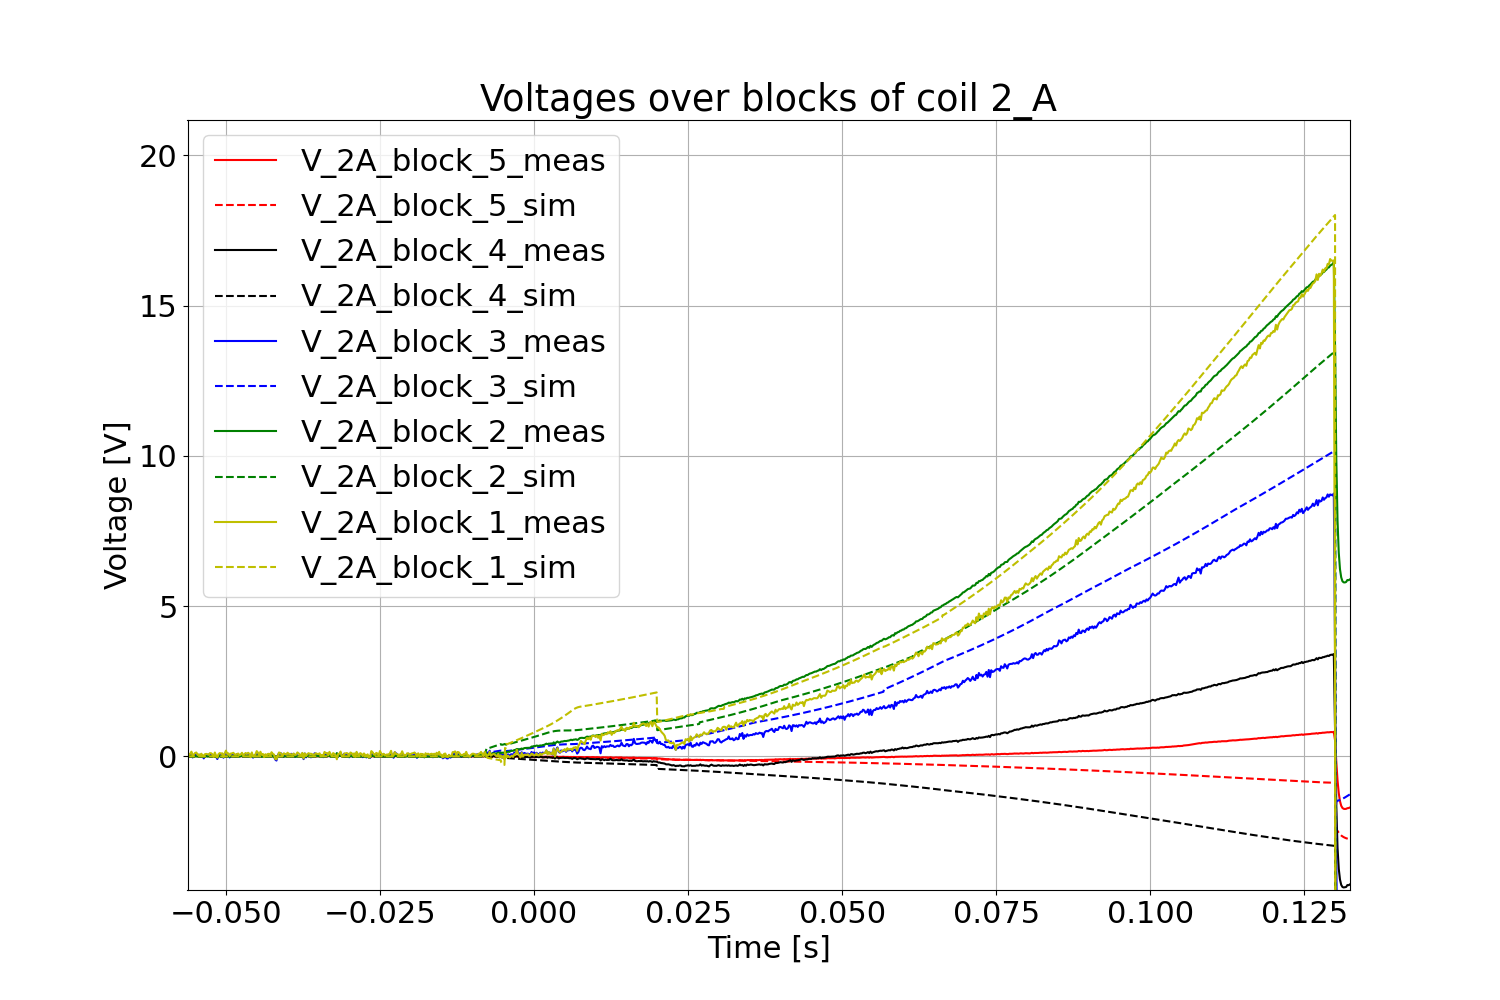 Voltages over blocks of coil 2_A
V_2A_block_5_meas
V_2A_block_5_sim
V_2A_block_4_meas
V_2A_block_4_sim
V_2A_block_3_meas
V_2A_block_3_sim
V_2A_block_2_meas
V_2A_block_2_sim
V_2A_block_1_meas
V_2A_block_1_sim
20
15
10
5
0
Voltage [V]
−0.050 −0.025 0.000 0.025 0.050 0.075 0.100 0.125
Time [s]